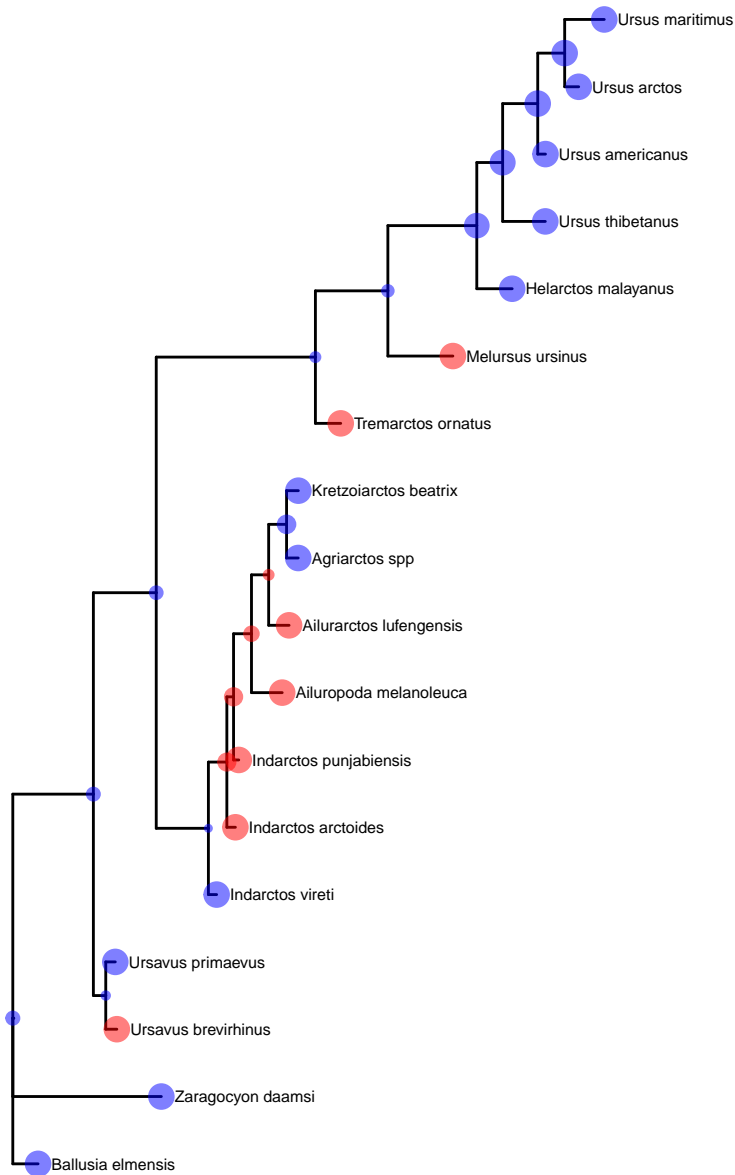 Ursus maritimus
Ursus arctos
Ursus americanus
Ursus thibetanus
Helarctos malayanus
Melursus ursinus
Tremarctos ornatus
Kretzoiarctos beatrix
Agriarctos spp
Ailurarctos lufengensis
Ailuropoda melanoleuca
Indarctos punjabiensis
Indarctos arctoides
Indarctos vireti
Ursavus primaevus
Ursavus brevirhinus
Zaragocyon daamsi
Ballusia elmensis